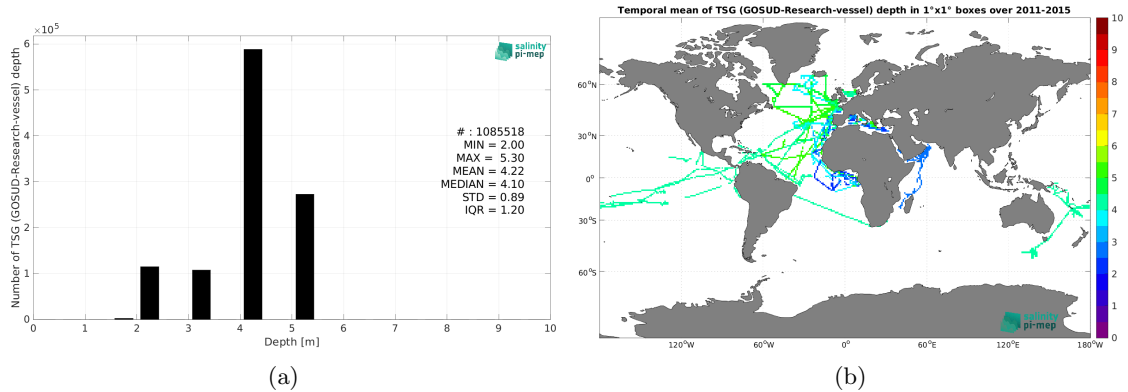 ×10⁵
Number of TSG (GOSUD-Research-vessel) depth
6
5
4
3
2
1
0
salinity
pi-mep
# : 1085518
MIN = 2.00
MAX = 5.30
MEAN = 4.22
MEDIAN = 4.10
STD = 0.89
IQR = 1.20
0 1 2 3 4 5 6 7 8 9 10
Depth [m]
(a)
Temporal mean of TSG (GOSUD-Research-vessel) depth in 1°x1° boxes over 2011-2015
60°N
30°N
0°
30°S
60°S
salinity
pi-mep
120°W 60°W 0° 60°E 120°E 180°W
10
9
8
7
6
5
4
3
2
1
0
(b)